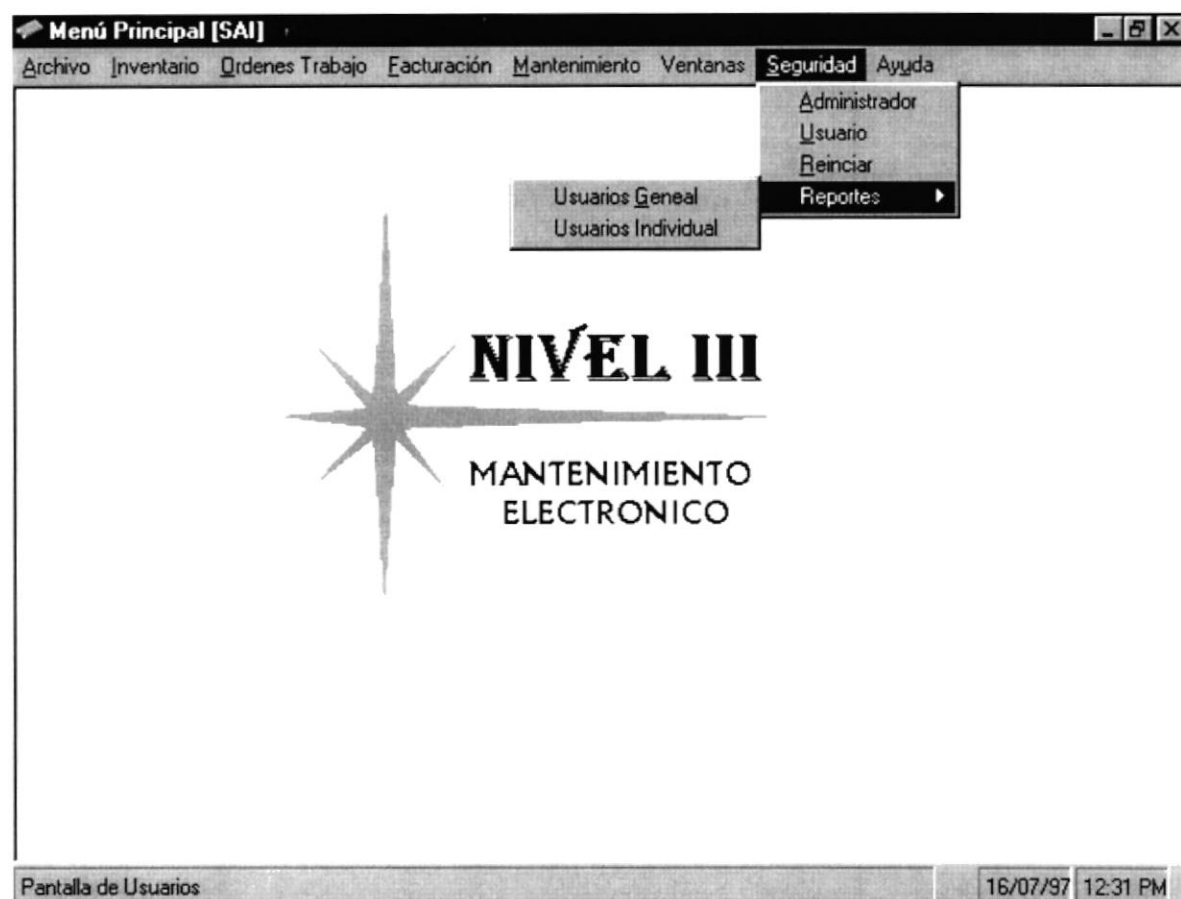 Menú Principal [SAI]
Archivo Inventario Ordenes Trabajo Facturación Mantenimiento Ventanas Seguridad Ayuda
Administrador
Usuario
Reinciar
Reportes
Usuarios Geneal
Usuarios Individual
NIVEL III
MANTENIMIENTO
ELECTRONICO
Pantalla de Usuarios 16/07/97 12:31 PM